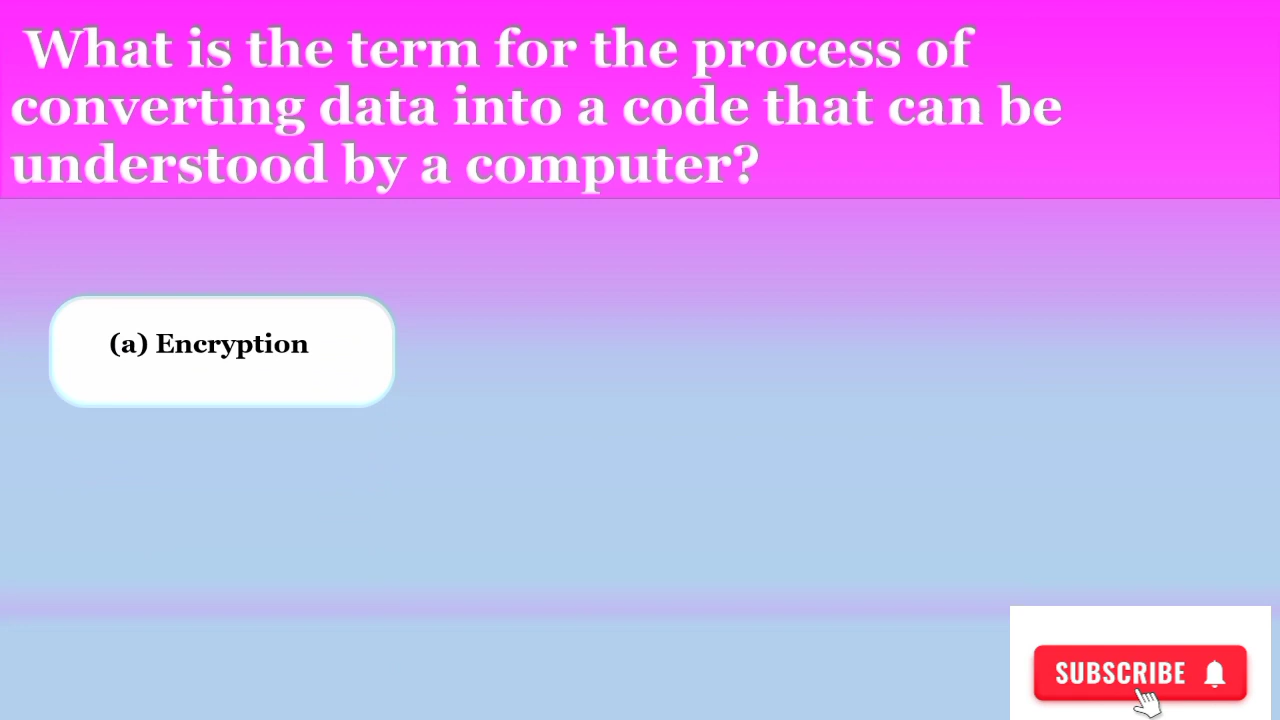 What is the term for the process of
converting data into a code that can be
understood by a computer?
(a) Encryption
SUBSCRIBE